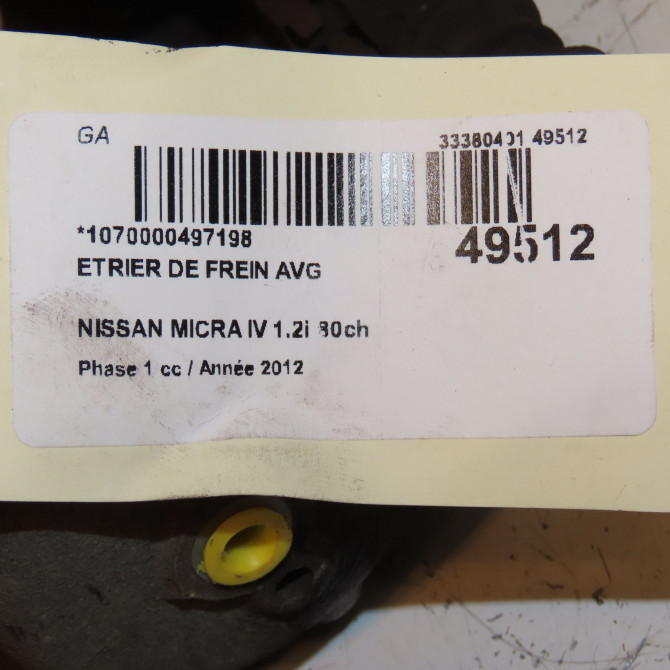 GA
33380401 49512
*1070000497198
49512
ETRIER DE FREIN AVG
NISSAN MICRA IV 1.2i 80ch
Phase 1 cc / Année 2012